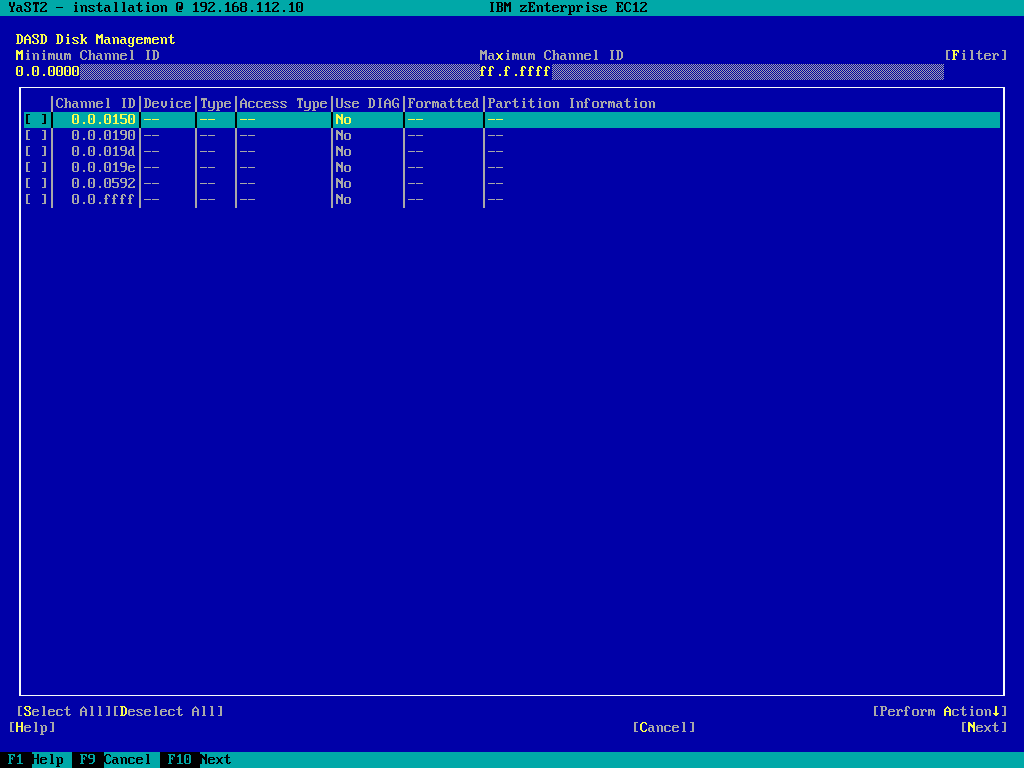 YaST2 - installation @ 192.168.112.10 IBM zEnterprise EC12
DASD Disk Management
Minimum Channel ID Maximum Channel ID [Filter]
0.0.0000 ff.f.ffff
|Channel ID|Device|Type|Access Type|Use DIAG|Formatted|Partition Information
[ ]| 0.0.0150|-- |-- |-- |No |-- |--
[ ]| 0.0.0190|-- |-- |-- |No |-- |--
[ ]| 0.0.019d|-- |-- |-- |No |-- |--
[ ]| 0.0.019e|-- |-- |-- |No |-- |--
[ ]| 0.0.0592|-- |-- |-- |No |-- |--
[ ]| 0.0.ffff|-- |-- |-- |No |-- |--
[Select All][Deselect All] [Perform Action↓]
[Help] [Cancel] [Next]
F1 Help F9 Cancel F10 Next